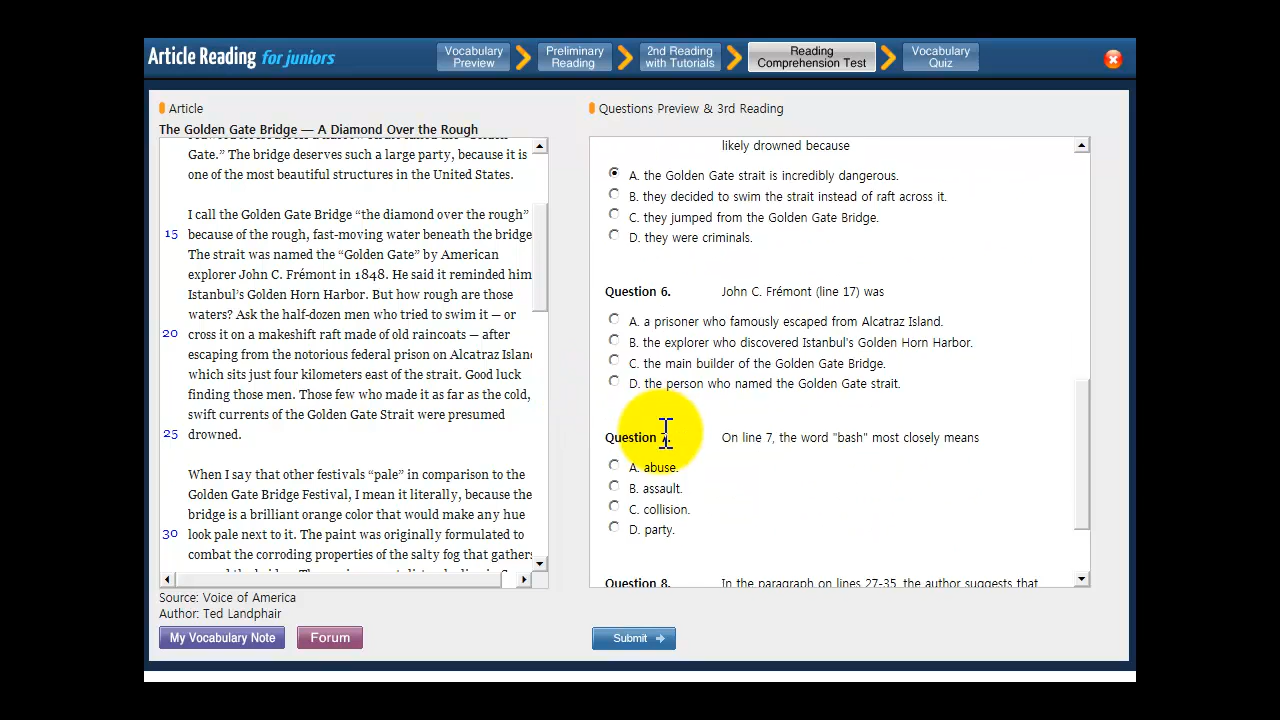 Article Reading for juniors
Vocabulary Preview
Preliminary Reading
2nd Reading with Tutorials
Reading Comprehension Test
Vocabulary Quiz
Article
The Golden Gate Bridge — A Diamond Over the Rough
Gate.” The bridge deserves such a large party, because it is
one of the most beautiful structures in the United States.
I call the Golden Gate Bridge “the diamond over the rough”
15 because of the rough, fast-moving water beneath the bridge
The strait was named the “Golden Gate” by American
explorer John C. Frémont in 1848. He said it reminded him
Istanbul’s Golden Horn Harbor. But how rough are those
waters? Ask the half-dozen men who tried to swim it — or
20 cross it on a makeshift raft made of old raincoats — after
escaping from the notorious federal prison on Alcatraz Islan
which sits just four kilometers east of the strait. Good luck
finding those men. Those few who made it as far as the cold,
swift currents of the Golden Gate Strait were presumed
25 drowned.
When I say that other festivals “pale” in comparison to the
Golden Gate Bridge Festival, I mean it literally, because the
bridge is a brilliant orange color that would make any hue
30 look pale next to it. The paint was originally formulated to
combat the corroding properties of the salty fog that gathers
Source: Voice of America
Author: Ted Landphair
My Vocabulary Note
Forum
Questions Preview & 3rd Reading
likely drowned because
A. the Golden Gate strait is incredibly dangerous.
B. they decided to swim the strait instead of raft across it.
C. they jumped from the Golden Gate Bridge.
D. they were criminals.
Question 6. John C. Frémont (line 17) was
A. a prisoner who famously escaped from Alcatraz Island.
B. the explorer who discovered Istanbul's Golden Horn Harbor.
C. the main builder of the Golden Gate Bridge.
D. the person who named the Golden Gate strait.
Question 7. On line 7, the word "bash" most closely means
A. abuse.
B. assault.
C. collision.
D. party.
Question 8. In the paragraph on lines 27-35, the author suggests that
Submit